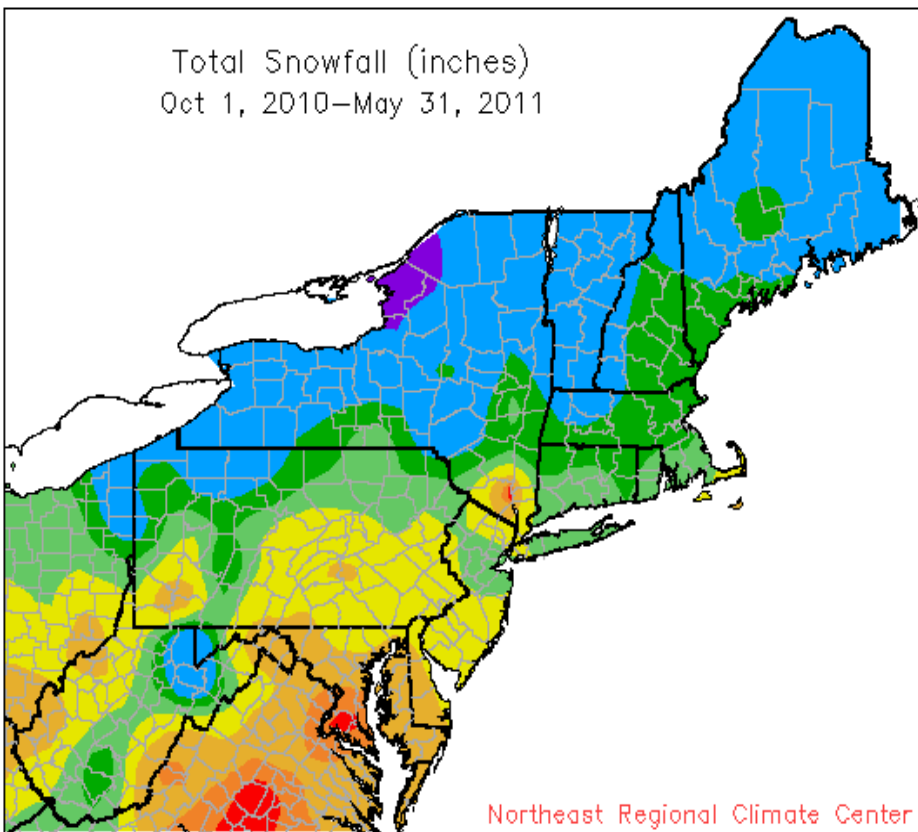 Total Snowfall (inches)
Oct 1, 2010–May 31, 2011
Northeast Regional Climate Center